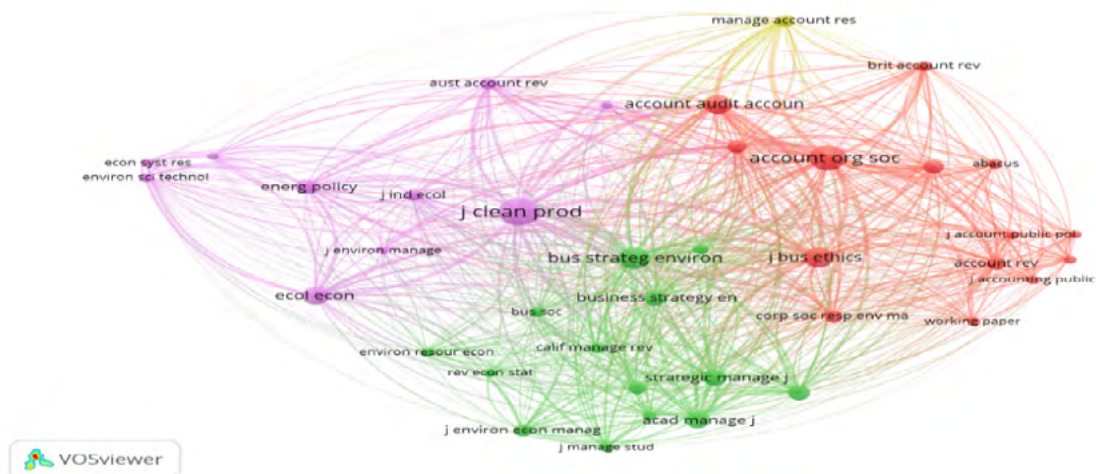 manage account res
brit account rev
aust account rev
account audit accoun
account org soc
abacus
econ syst res
environ sci technol
energ policy
j ind ecol
j clean prod
j account public pol
j environ manage
bus strateg environ
j bus ethics
account rev
j accounting public
ecol econ
business strategy en
bus soc
corp soc resp env ma
working paper
environ resour econ
calif manage rev
rev econ stat
strategic manage j
acad manage j
j environ econ manag
j manage stud
VOSviewer